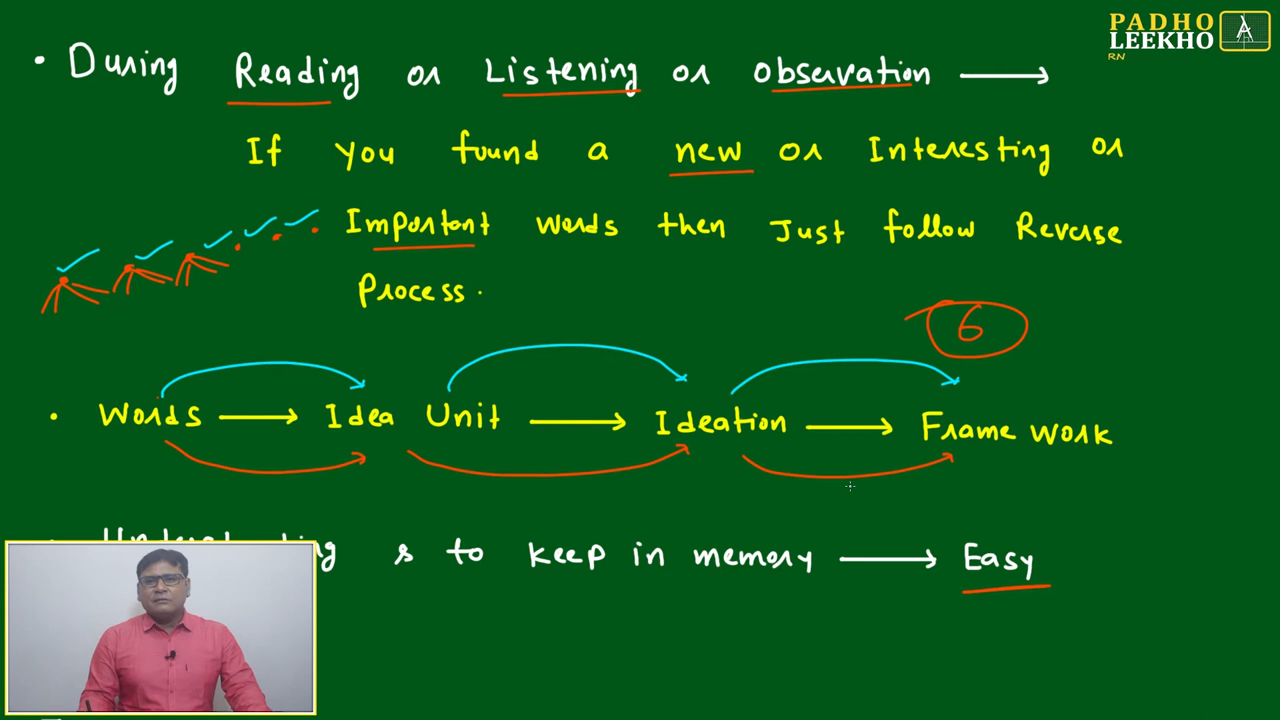 PADHO
LEEKHO
RN
• During Reading or Listening or Observation ⟶
If you found a new or Interesting or
Important words then Just follow Reverse
Process.
6
• Words ⟶ Idea Unit ⟶ Ideation ⟶ Frame work
& to keep in memory ⟶ Easy